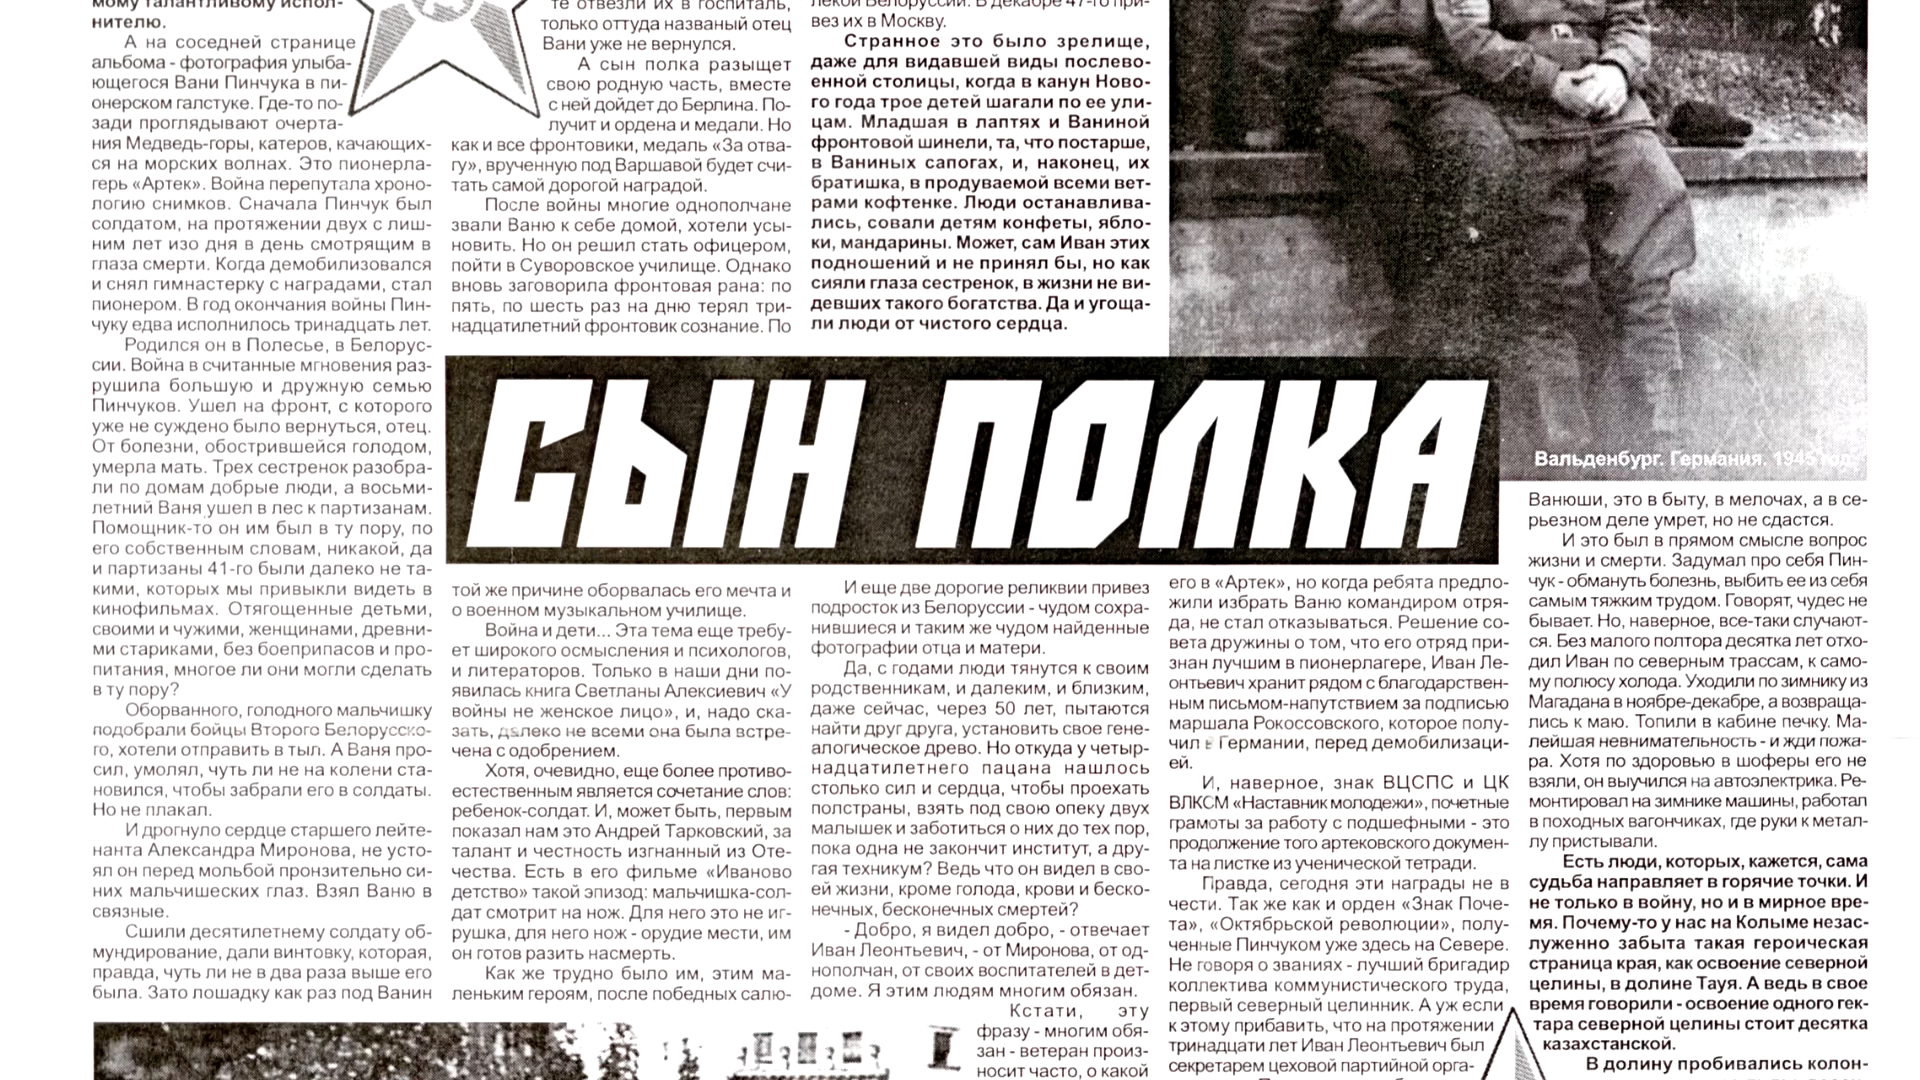 мому талантливому испол-
нителю.
А на соседней странице
альбома - фотография улыба-
ющегося Вани Пинчука в пи-
онерском галстуке. Где-то по-
зади проглядывают очерта-
ния Медведь-горы, катеров, качающих-
ся на морских волнах. Это пионерла-
герь «Артек». Война перепутала хроно-
логию снимков. Сначала Пинчук был
солдатом, на протяжении двух с лиш-
ним лет изо дня в день смотрящим в
глаза смерти. Когда демобилизовался
и снял гимнастерку с наградами, стал
пионером. В год окончания войны Пин-
чуку едва исполнилось тринадцать лет.
Родился он в Полесье, в Белорус-
сии. Война в считанные мгновения раз-
рушила большую и дружную семью
Пинчуков. Ушел на фронт, с которого
уже не суждено было вернуться, отец.
От болезни, обострившейся голодом,
умерла мать. Трех сестренок разобра-
ли по домам добрые люди, а восьми-
летний Ваня ушел в лес к партизанам.
Помощник-то он им был в ту пору, по
его собственным словам, никакой, да
и партизаны 41-го были далеко не та-
кими, которых мы привыкли видеть в
кинофильмах. Отягощенные детьми,
своими и чужими, женщинами, древни-
ми стариками, без боеприпасов и про-
питания, многое ли они могли сделать
в ту пору?
Оборванного, голодного мальчишку
подобрали бойцы Второго Белорусско-
го, хотели отправить в тыл. А Ваня про-
сил, умолял, чуть ли не на колени ста-
новился, чтобы забрали его в солдаты.
Но не плакал.
И дрогнуло сердце старшего лейте-
нанта Александра Миронова, не усто-
ял он перед мольбой пронзительно си-
них мальчишеских глаз. Взял Ваню в
связные.
Сшили десятилетнему солдату об-
мундирование, дали винтовку, которая,
правда, чуть ли не в два раза выше его
была. Зато лошадку как раз под Ванин
те отвезли их в госпиталь,
только оттуда названый отец
Вани уже не вернулся.
А сын полка разыщет
свою родную часть, вместе
с ней дойдет до Берлина. По-
лучит и ордена и медали. Но
как и все фронтовики, медаль «За отва-
гу», врученную под Варшавой будет счи-
тать самой дорогой наградой.
После войны многие однополчане
звали Ваню к себе домой, хотели усы-
новить. Но он решил стать офицером,
пойти в Суворовское училище. Однако
вновь заговорила фронтовая рана: по
пять, по шесть раз на дню терял три-
надцатилетний фронтовик сознание. По
лекой Белоруссии. В декабре 47-го при-
вез их в Москву.
Странное это было зрелище,
даже для видавшей виды послево-
енной столицы, когда в канун Ново-
го года трое детей шагали по ее ули-
цам. Младшая в лаптях и Ваниной
фронтовой шинели, та, что постарше,
в Ваниных сапогах, и, наконец, их
братишка, в продуваемой всеми вет-
рами кофтенке. Люди останавлива-
лись, совали детям конфеты, ябло-
ки, мандарины. Может, сам Иван этих
подношений и не принял бы, но как
сияли глаза сестренок, в жизни не ви-
девших такого богатства. Да и угоща-
ли люди от чистого сердца.
СЫН ПОЛКА
Вальденбург. Германия. 1945 год.
той же причине оборвалась его мечта и
о военном музыкальном училище.
Война и дети... Эта тема еще требу-
ет широкого осмысления и психологов,
и литераторов. Только в наши дни по-
явилась книга Светланы Алексиевич «У
войны не женское лицо», и, надо ска-
зать, далеко не всеми она была встре-
чена с одобрением.
Хотя, очевидно, еще более противо-
естественным является сочетание слов:
ребенок-солдат. И, может быть, первым
показал нам это Андрей Тарковский, за
талант и честность изгнанный из Оте-
чества. Есть в его фильме «Иваново
детство» такой эпизод: мальчишка-сол-
дат смотрит на нож. Для него это не иг-
рушка, для него нож - орудие мести, им
он готов разить насмерть.
Как же трудно было им, этим ма-
леньким героям, после победных салю-
И еще две дорогие реликвии привез
подросток из Белоруссии - чудом сохра-
нившиеся и таким же чудом найденные
фотографии отца и матери.
Да, с годами люди тянутся к своим
родственникам, и далеким, и близким,
даже сейчас, через 50 лет, пытаются
найти друг друга, установить свое гене-
алогическое древо. Но откуда у четыр-
надцатилетнего пацана нашлось
столько сил и сердца, чтобы проехать
полстраны, взять под свою опеку двух
малышек и заботиться о них до тех пор,
пока одна не закончит институт, а дру-
гая техникум? Ведь что он видел в сво-
ей жизни, кроме голода, крови и беско-
нечных, бесконечных смертей?
- Добро, я видел добро, - отвечает
Иван Леонтьевич, - от Миронова, от од-
нополчан, от своих воспитателей в дет-
доме. Я этим людям многим обязан.
Кстати, эту
фразу - многим обя-
зан - ветеран произ-
носит часто, о какой
его в «Артек», но когда ребята предло-
жили избрать Ваню командиром отря-
да, не стал отказываться. Решение со-
вета дружины о том, что его отряд при-
знан лучшим в пионерлагере, Иван Ле-
онтьевич хранит рядом с благодарствен-
ным письмом-напутствием за подписью
маршала Рокоссовского, которое полу-
чил в Германии, перед демобилизаци-
ей.
И, наверное, знак ВЦСПС и ЦК
ВЛКСМ «Наставник молодежи», почетные
грамоты за работу с подшефными - это
продолжение того артековского докумен-
та на листке из ученической тетради.
Правда, сегодня эти награды не в
чести. Так же как и орден «Знак Поче-
та», «Октябрьской революции», полу-
ченные Пинчуком уже здесь на Севере.
Не говоря о званиях - лучший бригадир
коллектива коммунистического труда,
первый северный целинник. А уж если
к этому прибавить, что на протяжении
тринадцати лет Иван Леонтьевич был
секретарем цеховой партийной орга-
Ванюши, это в быту, в мелочах, а в се-
рьезном деле умрет, но не сдастся.
И это был в прямом смысле вопрос
жизни и смерти. Задумал про себя Пин-
чук - обмануть болезнь, выбить ее из себя
самым тяжким трудом. Говорят, чудес не
бывает. Но, наверное, все-таки случают-
ся. Без малого полтора десятка лет отхо-
дил Иван по северным трассам, к само-
му полюсу холода. Уходили по зимнику из
Магадана в ноябре-декабре, а возвраща-
лись к маю. Топили в кабине печку. Ма-
лейшая невнимательность - и жди пожа-
ра. Хотя по здоровью в шоферы его не
взяли, он выучился на автоэлектрика. Ре-
монтировал на зимнике машины, работал
в походных вагончиках, где руки к метал-
лу пристывали.
Есть люди, которых, кажется, сама
судьба направляет в горячие точки. И
не только в войну, но и в мирное вре-
мя. Почему-то у нас на Колыме незас-
луженно забыта такая героическая
страница края, как освоение северной
целины, в долине Тауя. А ведь в свое
время говорили - освоение одного гек-
тара северной целины стоит десятка
казахстанской.
В долину пробивались колон-